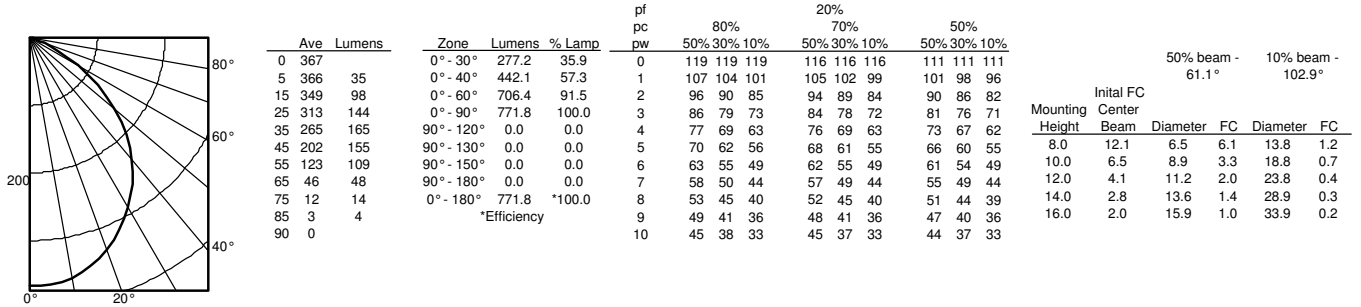 80°
60°
200
40°
0° 20°
Ave Lumens
0 367
5 366 35
15 349 98
25 313 144
35 265 165
45 202 155
55 123 109
65 46 48
75 12 14
85 3 4
90 0
Zone Lumens % Lamp
0° - 30° 277.2 35.9
0° - 40° 442.1 57.3
0° - 60° 706.4 91.5
0° - 90° 771.8 100.0
90° - 120° 0.0 0.0
90° - 130° 0.0 0.0
90° - 150° 0.0 0.0
90° - 180° 0.0 0.0
0° - 180° 771.8 *100.0
*Efficiency
pf 20%
pc 80% 70% 50%
pw 50% 30% 10% 50% 30% 10% 50% 30% 10%
0 119 119 119 116 116 116 111 111 111
1 107 104 101 105 102 99 101 98 96
2 96 90 85 94 89 84 90 86 82
3 86 79 73 84 78 72 81 76 71
4 77 69 63 76 69 63 73 67 62
5 70 62 56 68 61 55 66 60 55
6 63 55 49 62 55 49 61 54 49
7 58 50 44 57 49 44 55 49 44
8 53 45 40 52 45 40 51 44 39
9 49 41 36 48 41 36 47 40 36
10 45 38 33 45 37 33 44 37 33
50% beam - 10% beam -
61.1° 102.9°
Inital FC
Mounting Center
Height Beam Diameter FC Diameter FC
8.0 12.1 6.5 6.1 13.8 1.2
10.0 6.5 8.9 3.3 18.8 0.7
12.0 4.1 11.2 2.0 23.8 0.4
14.0 2.8 13.6 1.4 28.9 0.3
16.0 2.0 15.9 1.0 33.9 0.2